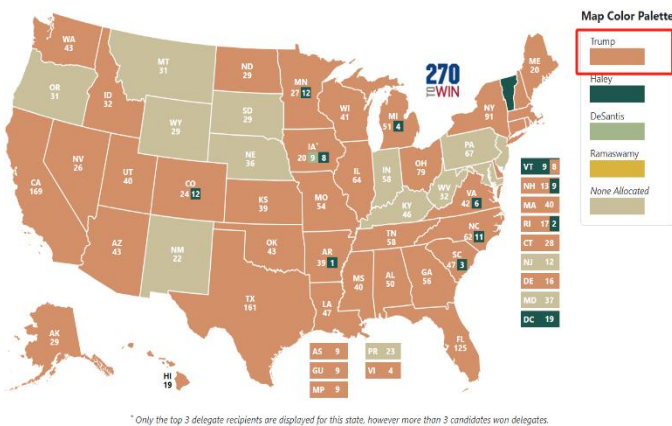 Map Color Palette
Trump
Haley
DeSantis
Ramaswamy
None Allocated
270
TO WIN
WA
43
OR
31
ID
32
MT
31
ND
29
MN
27 12
SD
29
WY
29
NE
36
IA*
20 9 8
WI
41
MI
51 4
NY
91
ME
20
PA
67
OH
79
IN
58
IL
64
NV
26
UT
40
CO
24 12
CA
169
KS
39
MO
54
KY
46
WV
32
VA
42 6
NC
62 11
TN
58
SC
47 3
AZ
43
NM
22
OK
43
AR
39 1
MS
40
AL
50
GA
56
LA
47
TX
161
FL
125
AK
29
HI
19
VT 9 8
NH 13 9
MA 40
RI 17 2
CT 28
NJ 12
DE 16
MD 37
DC 19
AS 9
GU 9
MP 9
PR 23
VI 4
* Only the top 3 delegate recipients are displayed for this state, however more than 3 candidates won delegates.